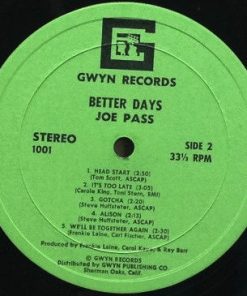 GWYN RECORDS
BETTER DAYS
JOE PASS
STEREO
1001
SIDE 2
33⅓ RPM
1. HEAD START (2:50)
(Tom Scott, ASCAP)
2. IT'S TOO LATE (3:05)
(Carole King, Toni Stern, BMI)
3. GOTCHA (2:20)
(Steve Huffsteter, ASCAP)
4. ALISON (2:13)
(Steve Huffsteter, ASCAP)
5. WE'LL BE TOGETHER AGAIN (3:30)
(Frankie Laine, Carl Fischer, ASCAP)
Produced by Frankie Laine, Carol Kaye, & Ray Barr
© GWYN RECORDS
Distributed by GWYN PUBLISHING CO.
Sherman Oaks, Calif.